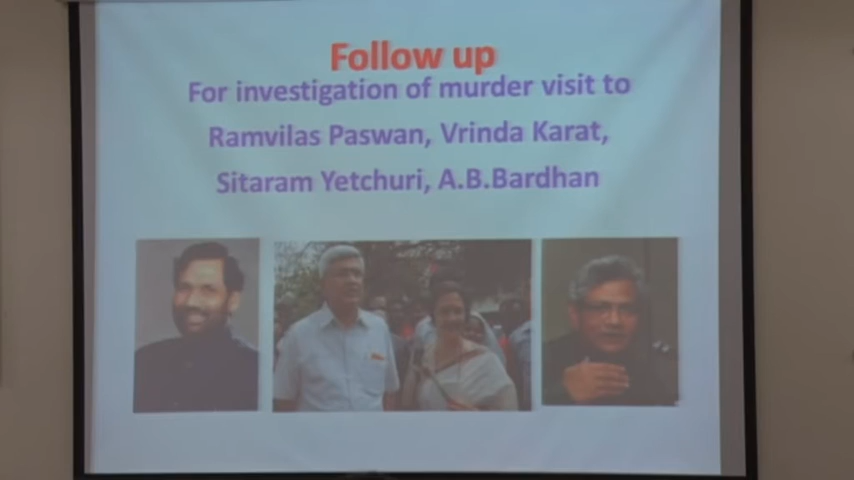 Follow up
For investigation of murder visit to
Ramvilas Paswan, Vrinda Karat,
Sitaram Yetchuri, A.B.Bardhan